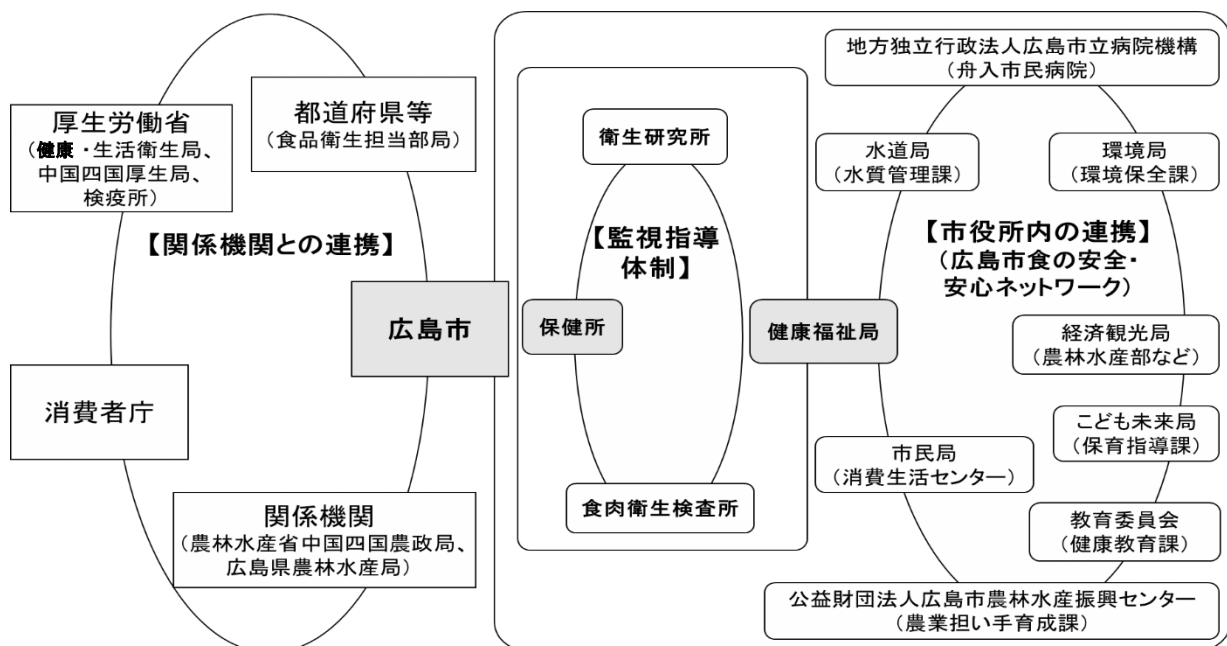 厚生労働省
(健康・生活衛生局、
中国四国厚生局、
検疫所)
都道府県等
(食品衛生担当部局)
【関係機関との連携】
広島市
消費者庁
関係機関
(農林水産省中国四国農政局、
広島県農林水産局)
衛生研究所
【監視指導
体制】
保健所
健康福祉局
食肉衛生検査所
地方独立行政法人広島市立病院機構
(舟入市民病院)
水道局
(水質管理課)
環境局
(環境保全課)
【市役所内の連携】
(広島市食の安全・
安心ネットワーク)
経済観光局
(農林水産部など)
こども未来局
(保育指導課)
市民局
(消費生活センター)
教育委員会
(健康教育課)
公益財団法人広島市農林水産振興センター
(農業担い手育成課)